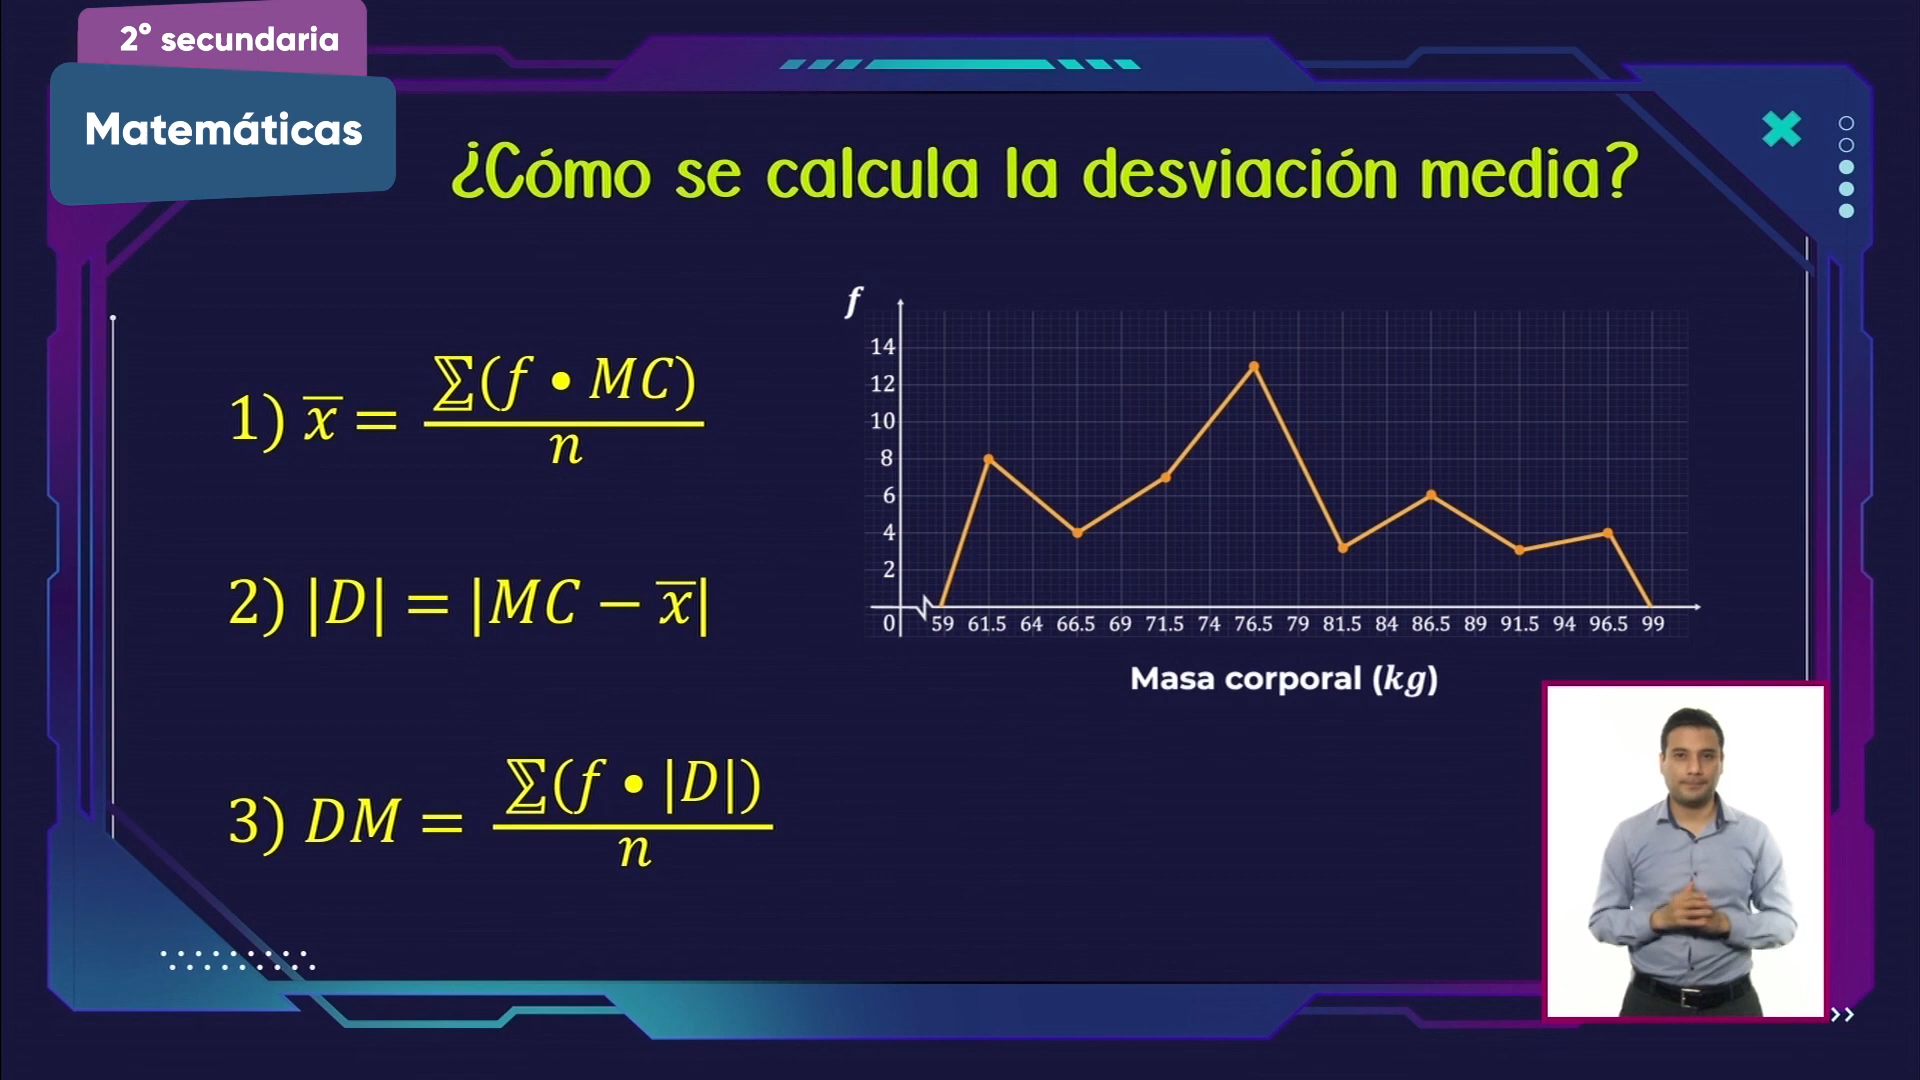 2° secundaria
Matemáticas
¿Cómo se calcula la desviación media?
1) x̅ = ∑(f • MC) / n
2) |D| = |MC − x̅|
3) DM = ∑(f • |D|) / n
f
14
12
10
8
6
4
2
0 59 61.5 64 66.5 69 71.5 74 76.5 79 81.5 84 86.5 89 91.5 94 96.5 99
Masa corporal (kg)